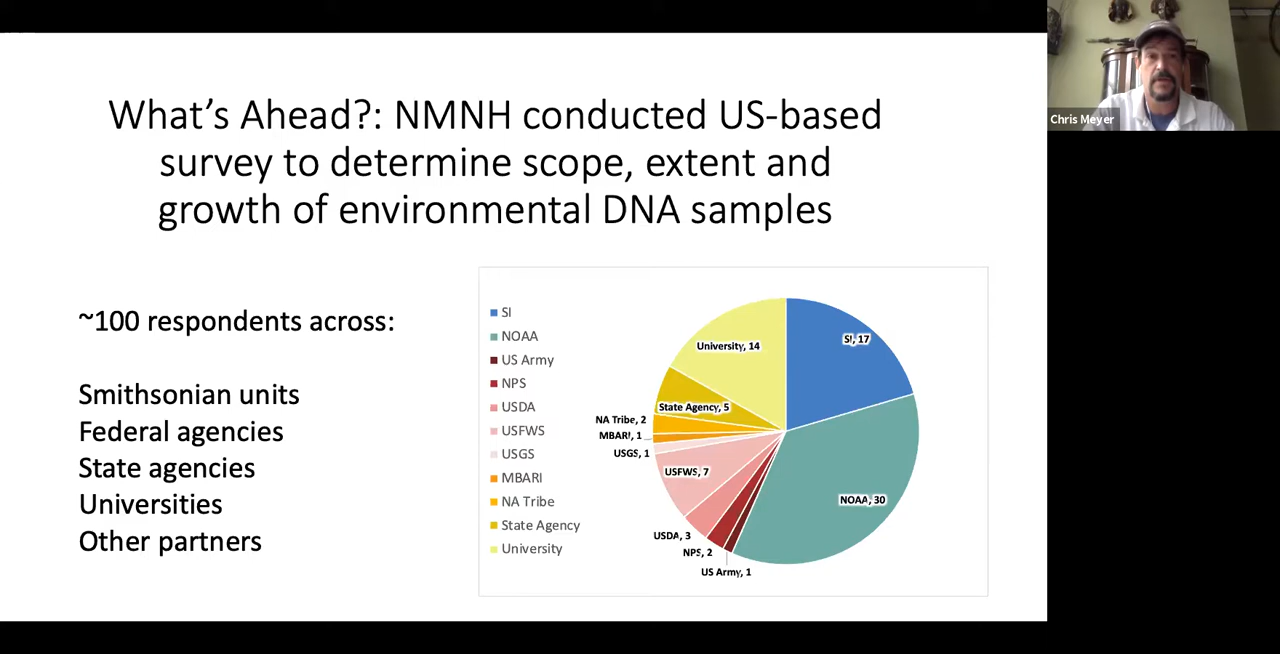 What's Ahead?: NMNH conducted US-based
survey to determine scope, extent and
growth of environmental DNA samples
~100 respondents across:
Smithsonian units
Federal agencies
State agencies
Universities
Other partners
SI
NOAA
US Army
NPS
USDA
USFWS
USGS
MBARI
NA Tribe
State Agency
University
University, 14
SI, 17
State Agency, 5
NA Tribe, 2
MBARI, 1
USGS, 1
USFWS, 7
NOAA, 30
USDA, 3
NPS, 2
US Army, 1
Chris Meyer